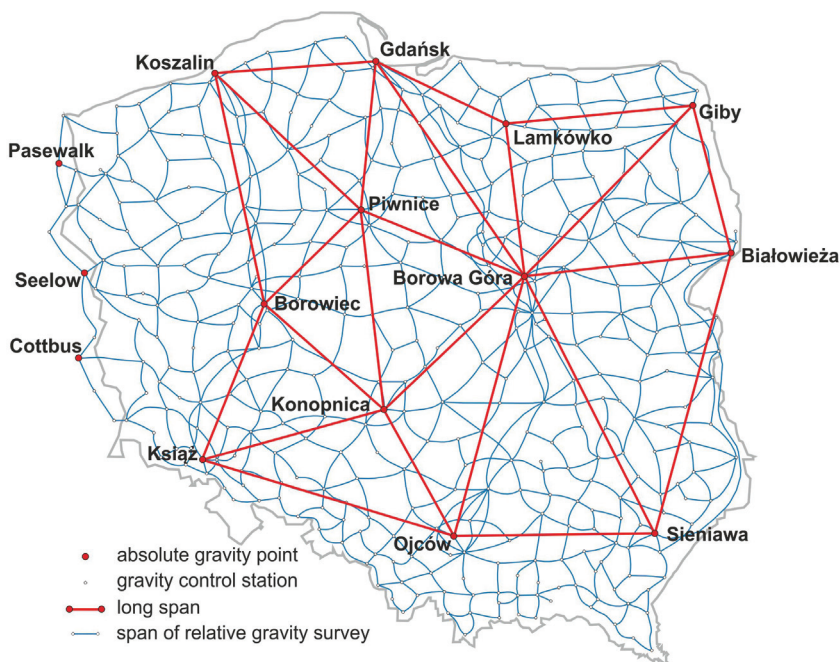 Gdańsk
Koszalin
Giby
Lamkówko
Pasewalk
Piwnice
Białowieża
Borowa Góra
Seelow
Borowiec
Cottbus
Konopnica
Książ
Sieniawa
Ojców
absolute gravity point
gravity control station
long span
span of relative gravity survey